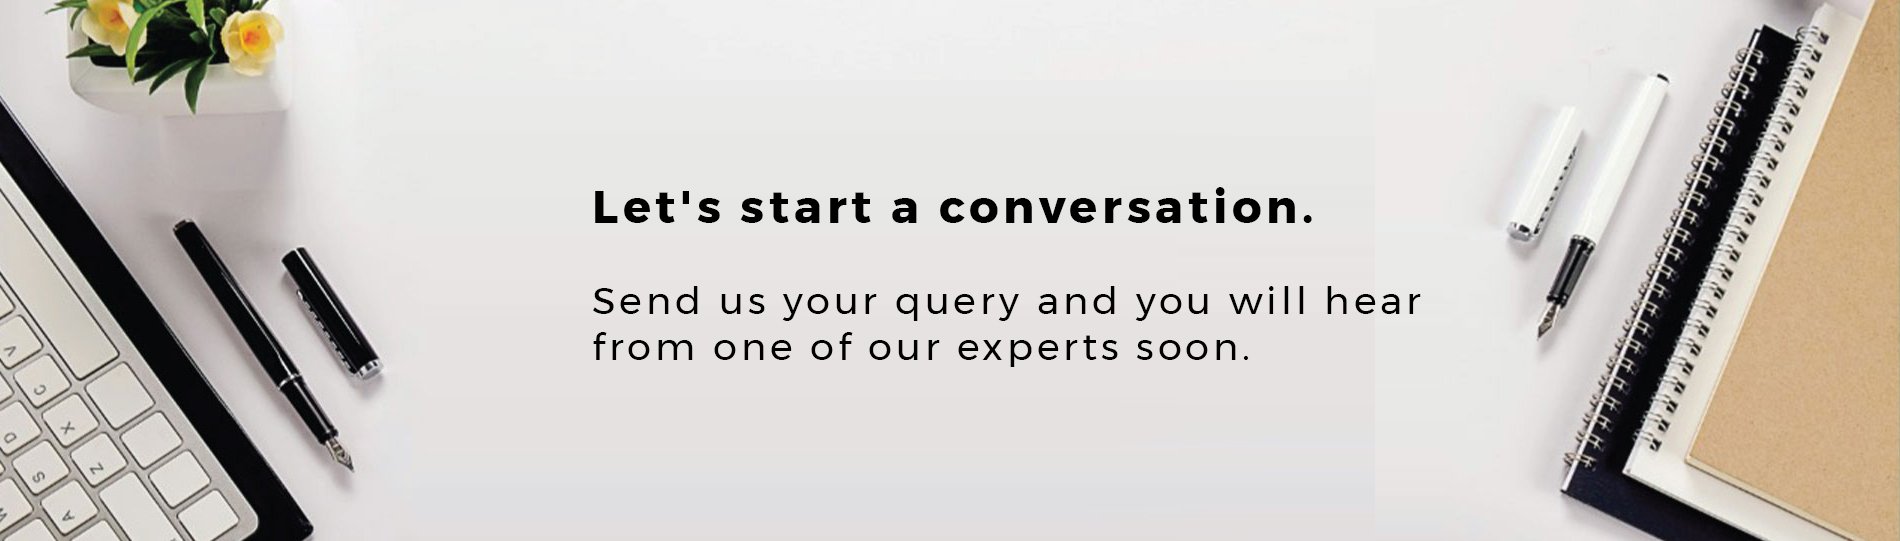 Let's start a conversation.
Send us your query and you will hear
from one of our experts soon.
V
C
X
D
Z
S
A
W